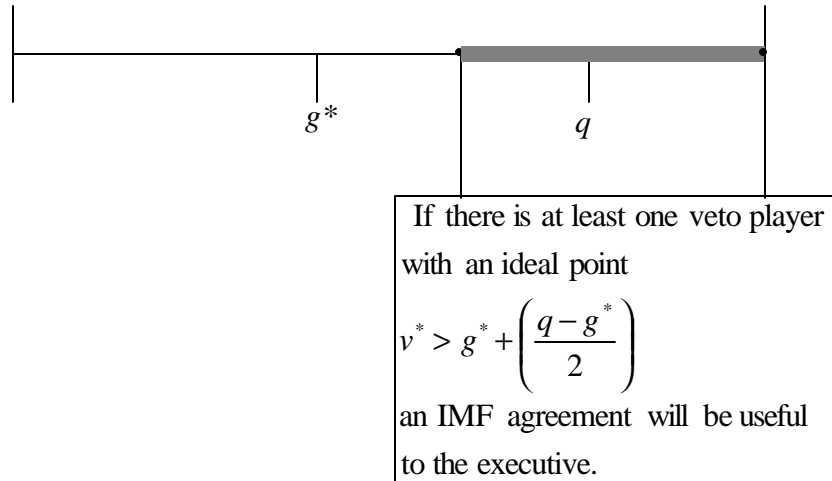 g* q
If there is at least one veto player
with an ideal point
v* > g* + ( (q − g*) / 2 )
an IMF agreement will be useful
to the executive.